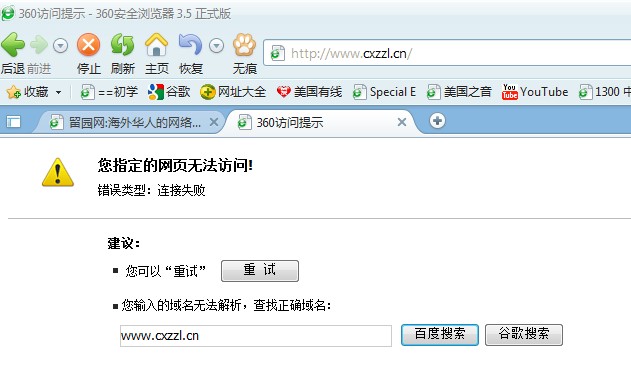 360访问提示 - 360安全浏览器 3.5 正式版
http://www.cxzzl.cn/
后退 前进 停止 刷新 主页 恢复 无痕
收藏 ==初学 谷歌 网址大全 美国有线 Special E 美国之音 YouTube 1300 中
留园网:海外华人的网络... 360访问提示
您指定的网页无法访问!
错误类型：连接失败
建议：
您可以“重试” 重 试
您输入的域名无法解析，查找正确域名：
www.cxzzl.cn 百度搜索 谷歌搜索